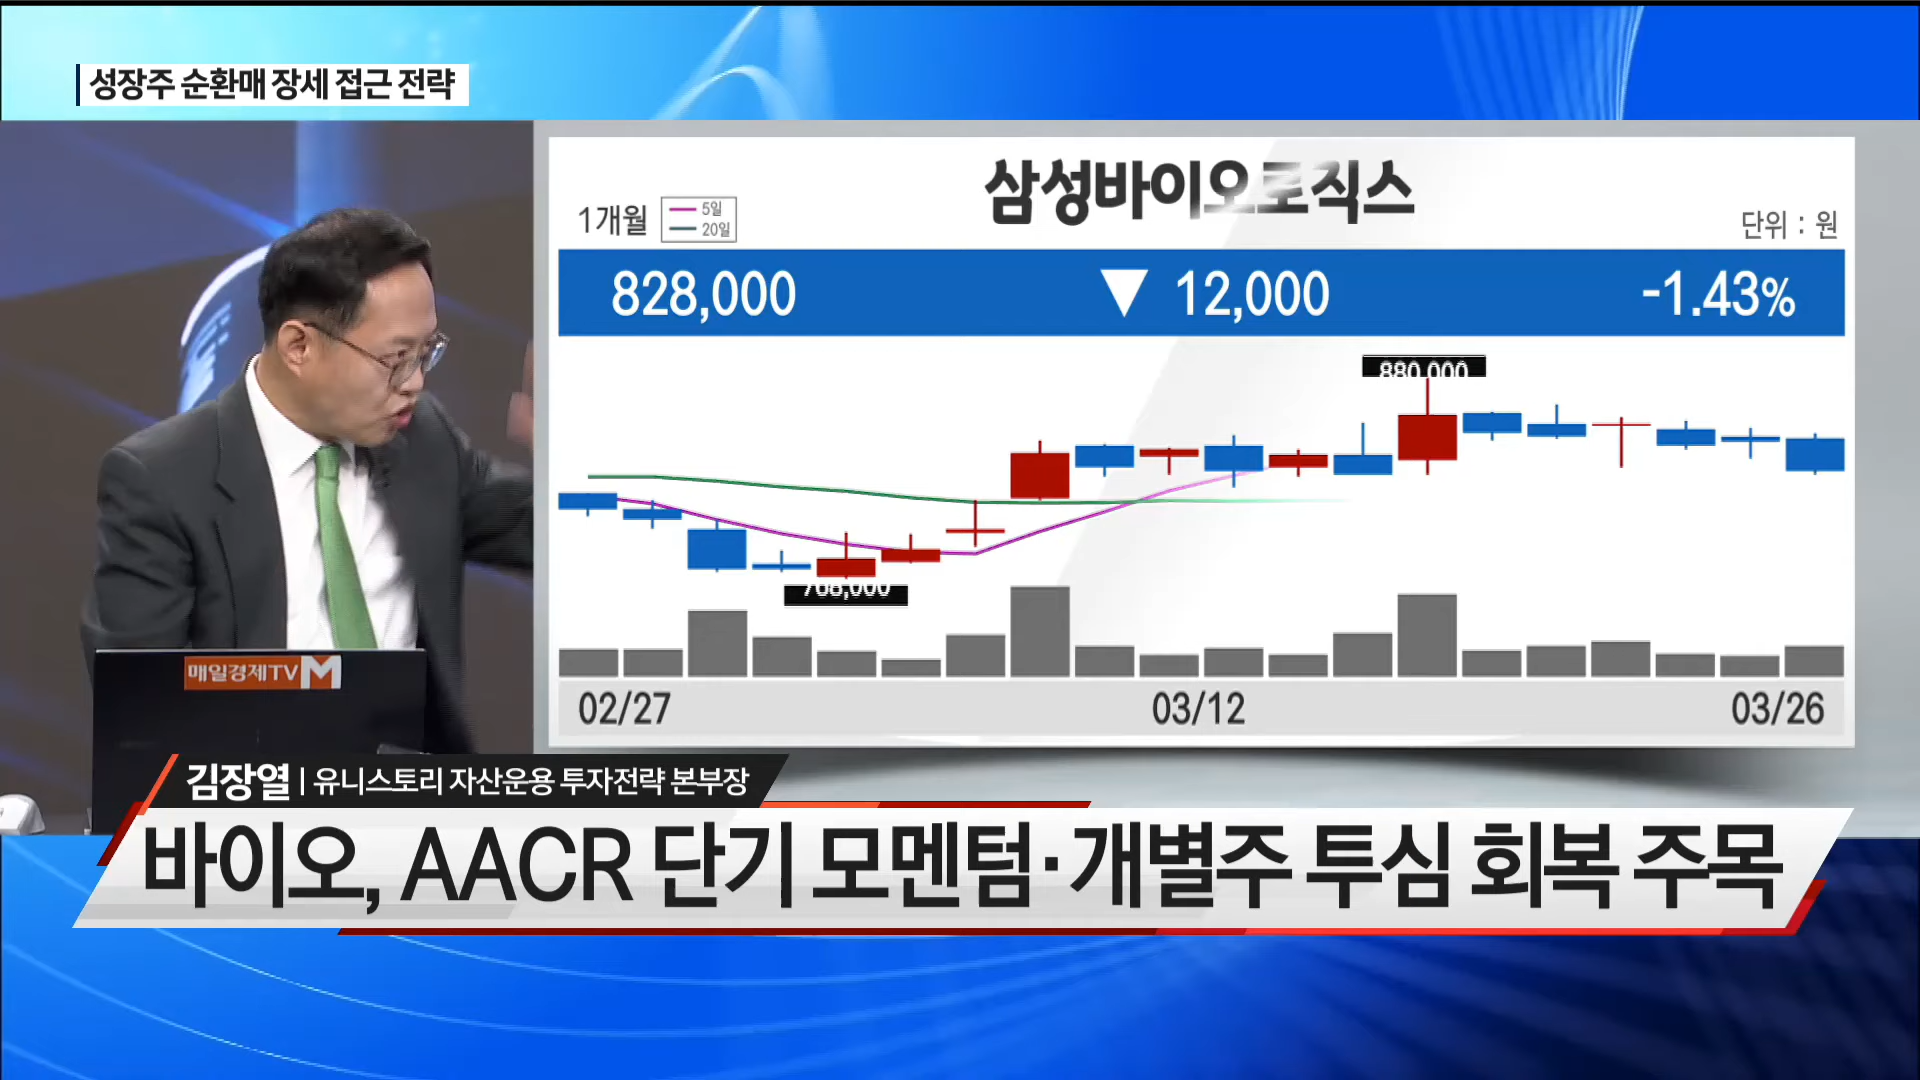 성장주 순환매 장세 접근 전략
삼성바이오로직스
1개월
5일
20일
단위 : 원
828,000
▼ 12,000
-1.43%
880,000
708,000
02/27
03/12
03/26
매일경제TV M
김장열 | 유니스토리 자산운용 투자전략 본부장
바이오, AACR 단기 모멘텀·개별주 투심 회복 주목